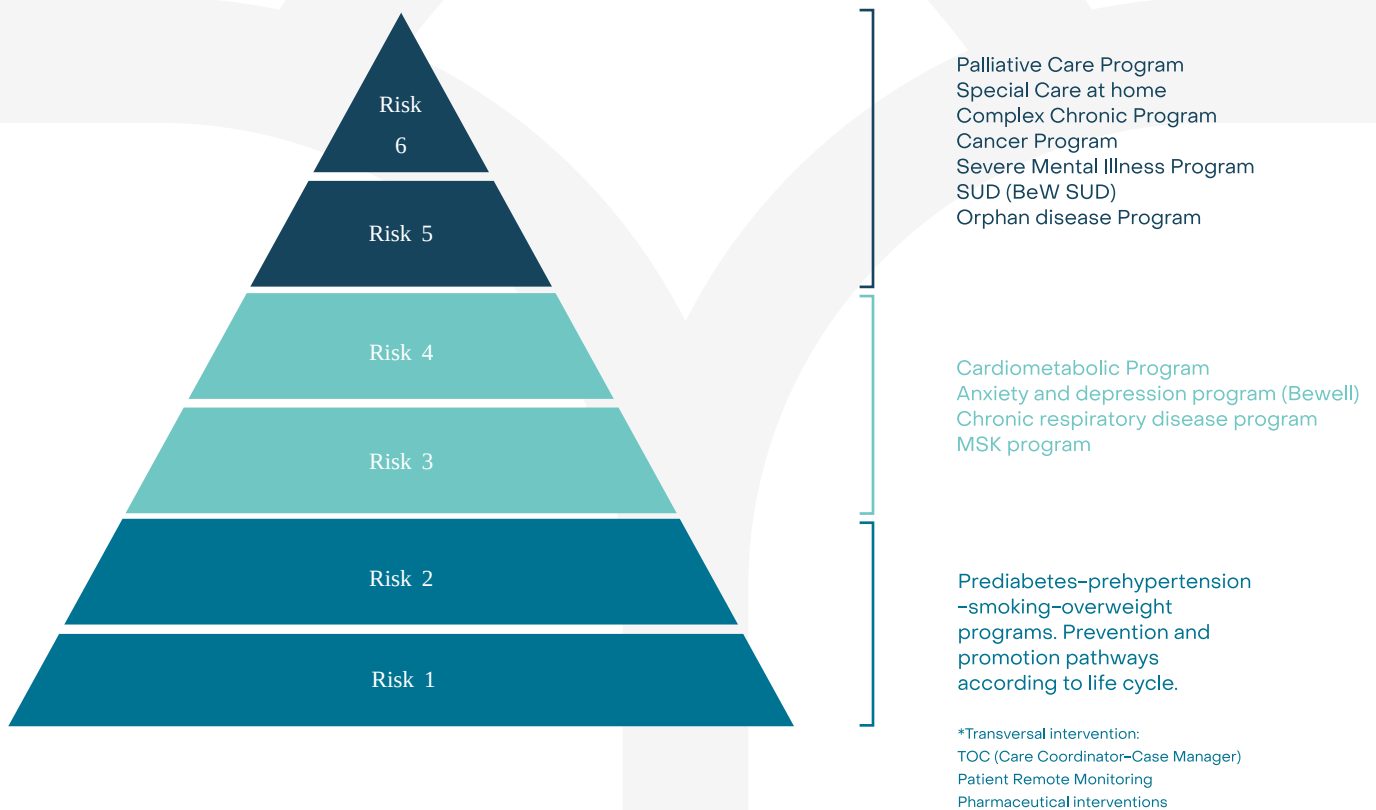 Risk
6
Risk 5
Risk 4
Risk 3
Risk 2
Risk 1
Palliative Care Program
Special Care at home
Complex Chronic Program
Cancer Program
Severe Mental Illness Program
SUD (BeW SUD)
Orphan disease Program
Cardiometabolic Program
Anxiety and depression program (Bewell)
Chronic respiratory disease program
MSK program
Prediabetes-prehypertension
-smoking-overweight
programs. Prevention and
promotion pathways
according to life cycle.
*Transversal intervention:
TOC (Care Coordinator-Case Manager)
Patient Remote Monitoring
Pharmaceutical interventions